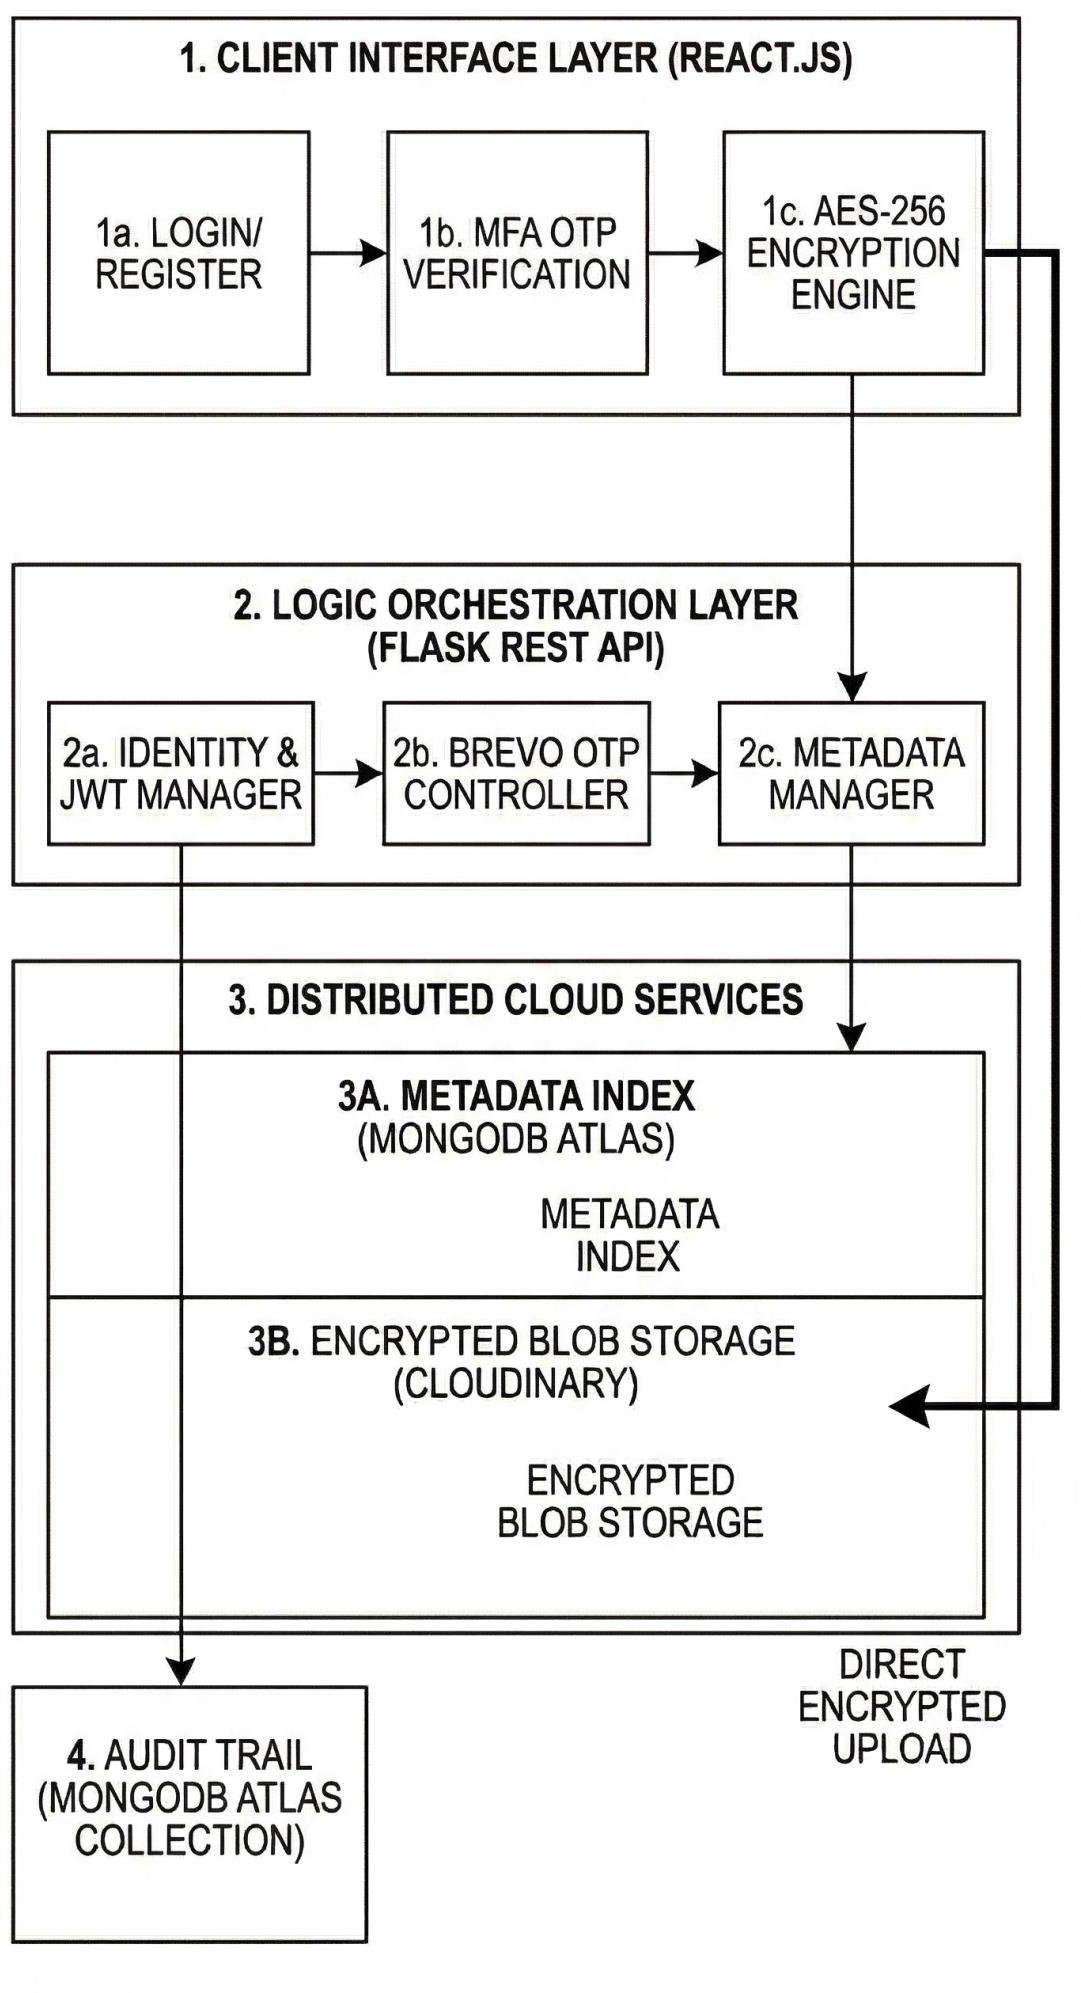 1. CLIENT INTERFACE LAYER (REACT.JS)
1a. LOGIN/
REGISTER
1b. MFA OTP
VERIFICATION
1c. AES-256
ENCRYPTION
ENGINE
2. LOGIC ORCHESTRATION LAYER
(FLASK REST API)
2a. IDENTITY &
JWT MANAGER
2b. BREVO OTP
CONTROLLER
2c. METADATA
MANAGER
3. DISTRIBUTED CLOUD SERVICES
3A. METADATA INDEX
(MONGODB ATLAS)
METADATA
INDEX
3B. ENCRYPTED BLOB STORAGE
(CLOUDINARY)
ENCRYPTED
BLOB STORAGE
DIRECT
ENCRYPTED
UPLOAD
4. AUDIT TRAIL
(MONGODB ATLAS
COLLECTION)